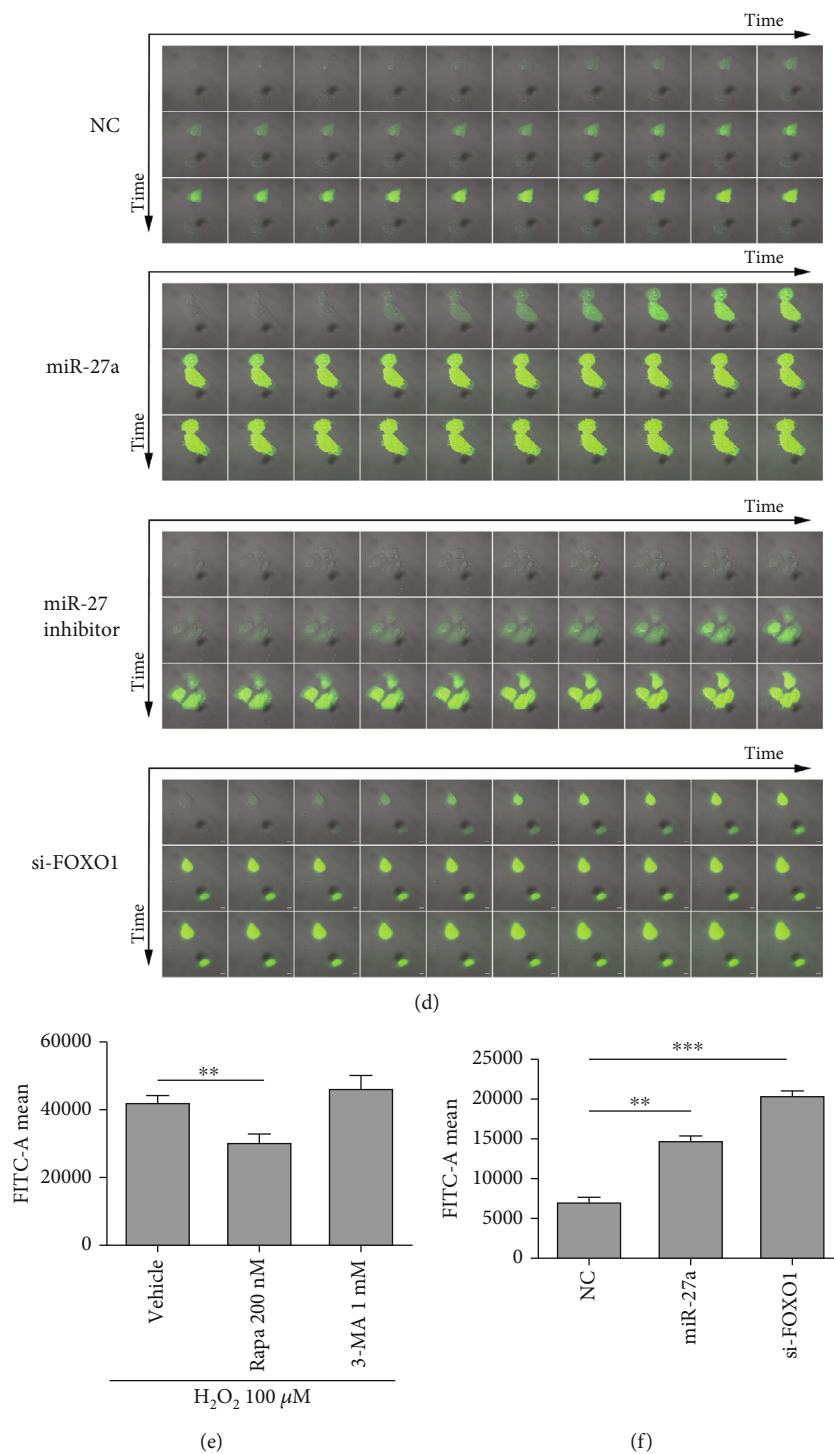 Time
NC
Time
Time
miR-27a
Time
Time
miR-27
inhibitor
Time
Time
si-FOXO1
Time
(d)
60000
40000
20000
0
FITC-A mean
**
Vehicle
Rapa 200 nM
3-MA 1 mM
H₂O₂ 100 μM
(e)
25000
20000
15000
10000
5000
0
FITC-A mean
***
**
NC
miR-27a
si-FOXO1
(f)